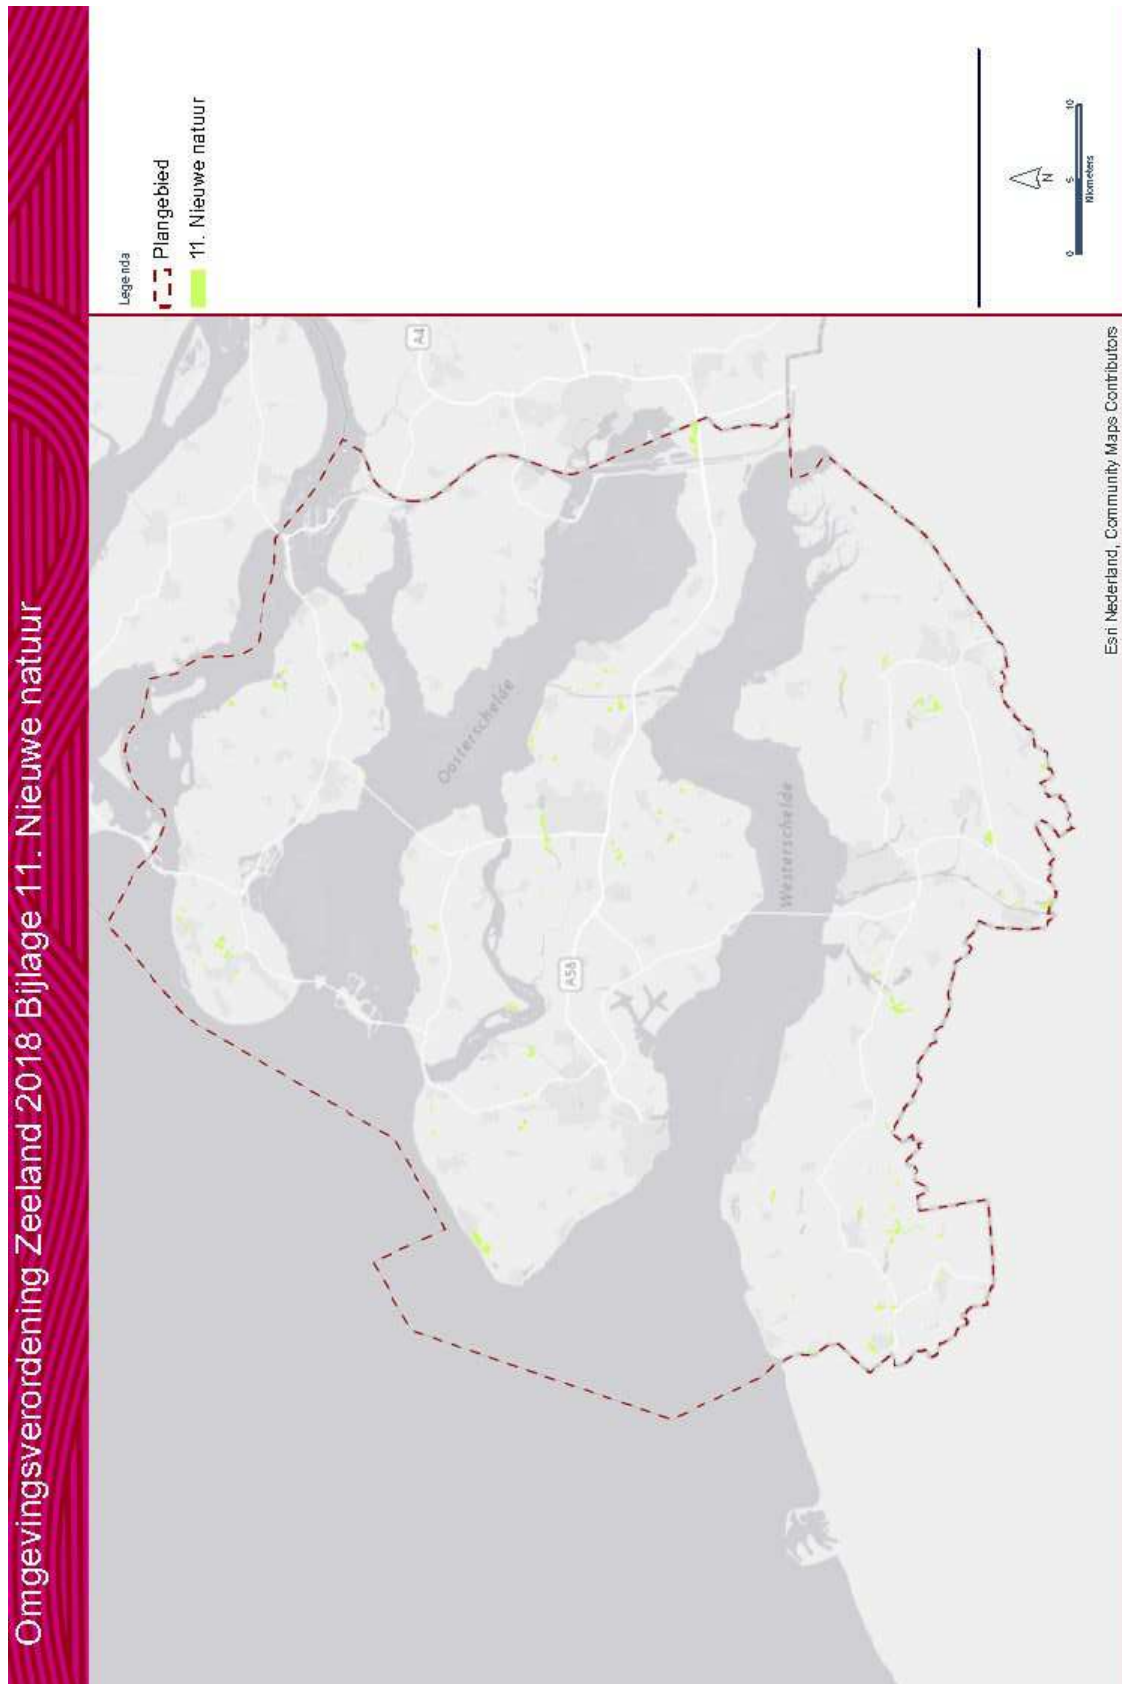 Omgevingsverordening Zeeland 2018 Bijlage 11. Nieuwe natuur
Legenda
Plangebied
11. Nieuwe natuur
A4
Oosterschelde
A58
Westerschelde
N
0 5 10
Kilometers
Esri Nederland, Community Maps Contributors